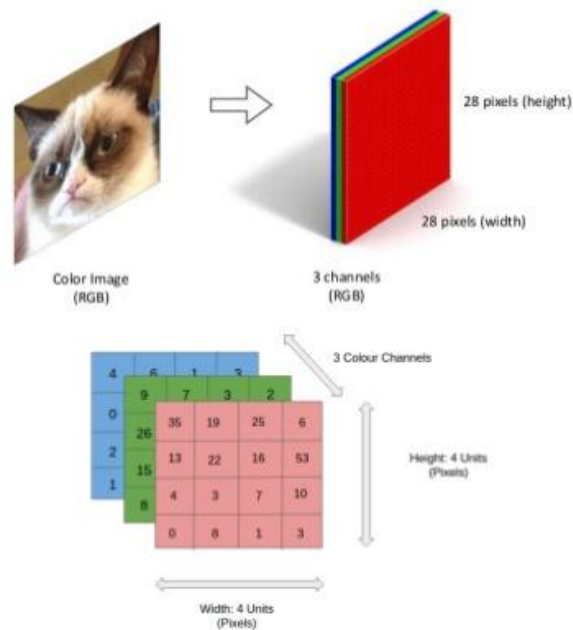 28 pixels (height)
28 pixels (width)
Color Image
(RGB)
3 channels
(RGB)
3 Colour Channels
4 6 1 3
9 7 3 2
0
35 19 25 6
26
13 22 16 53
2
15
4 3 7 10
1
8
0 8 1 3
Height: 4 Units
(Pixels)
Width: 4 Units
(Pixels)